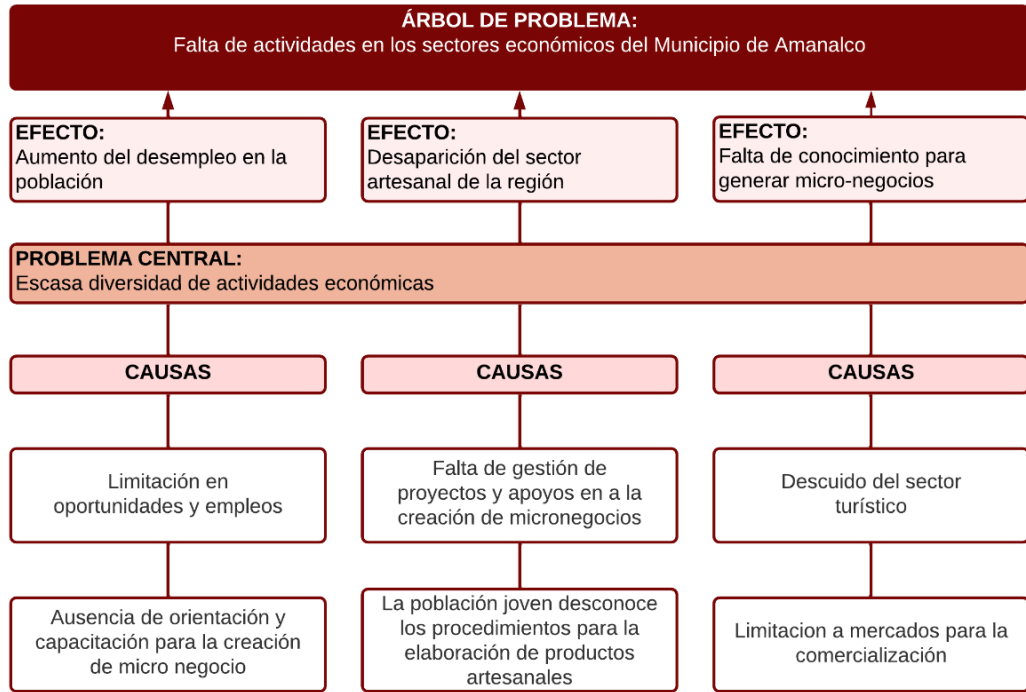 ÁRBOL DE PROBLEMA:
Falta de actividades en los sectores económicos del Municipio de Amanalco
EFECTO:
Aumento del desempleo en la
población
EFECTO:
Desaparición del sector
artesanal de la región
EFECTO:
Falta de conocimiento para
generar micro-negocios
PROBLEMA CENTRAL:
Escasa diversidad de actividades económicas
CAUSAS
CAUSAS
CAUSAS
Limitación en
oportunidades y empleos
Falta de gestión de
proyectos y apoyos en a la
creación de micronegocios
Descuido del sector
turístico
Ausencia de orientación y
capacitación para la creación
de micro negocio
La población joven desconoce
los procedimientos para la
elaboración de productos
artesanales
Limitacion a mercados para la
comercialización